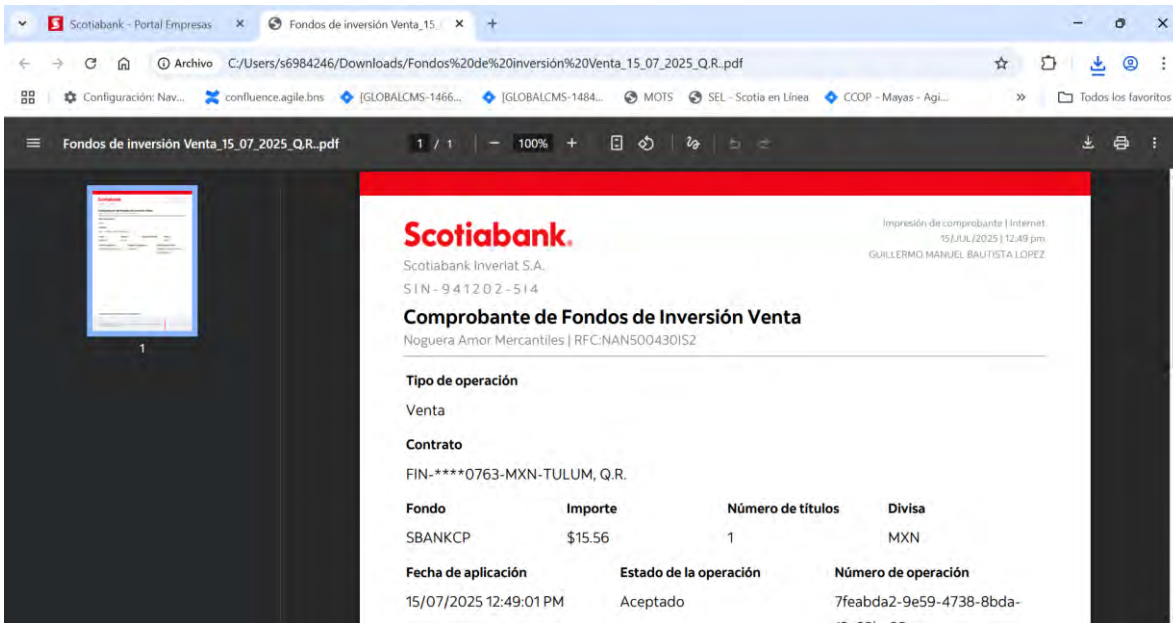 Scotiabank - Portal Empresas
Fondos de inversión Venta_15_
Archivo C:/Users/s6984246/Downloads/Fondos%20de%20inversión%20Venta_15_07_2025_Q.R..pdf
Configuración: Nav... confluence.agile.bns [GLOBALCMS-1466... [GLOBALCMS-1484... MOTS SEL - Scotia en Línea CCOP - Mayas - Agi... » Todos los favoritos
Fondos de inversión Venta_15_07_2025_Q.R..pdf 1 / 1 100%
1
Scotiabank.
Impresión de comprobante | Internet
15/JUL/2025 | 12:49 pm
GUILLERMO MANUEL BAUTISTA LOPEZ
Scotiabank Inverlat S.A.
SIN-941202-5I4
Comprobante de Fondos de Inversión Venta
Noguera Amor Mercantiles | RFC:NAN500430IS2
Tipo de operación
Venta
Contrato
FIN-****0763-MXN-TULUM, Q.R.
Fondo Importe Número de títulos Divisa
SBANKCP $15.56 1 MXN
Fecha de aplicación Estado de la operación Número de operación
15/07/2025 12:49:01 PM Aceptado 7feabda2-9e59-4738-8bda-